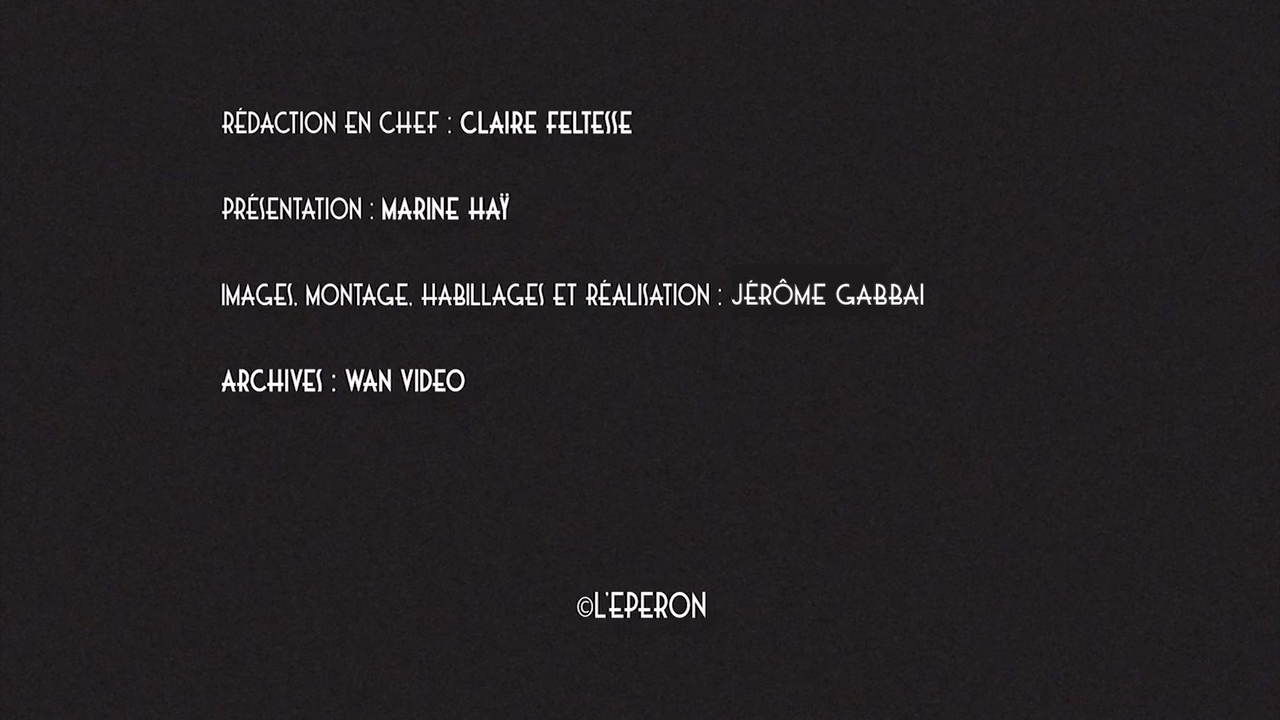 RÉDACTION EN CHEF : CLAIRE FELTESSE
PRÉSENTATION : MARINE HAŸ
IMAGES, MONTAGE, HABILLAGES ET RÉALISATION : JÉRÔME GABBAI
ARCHIVES : WAN VIDEO
©L'EPERON